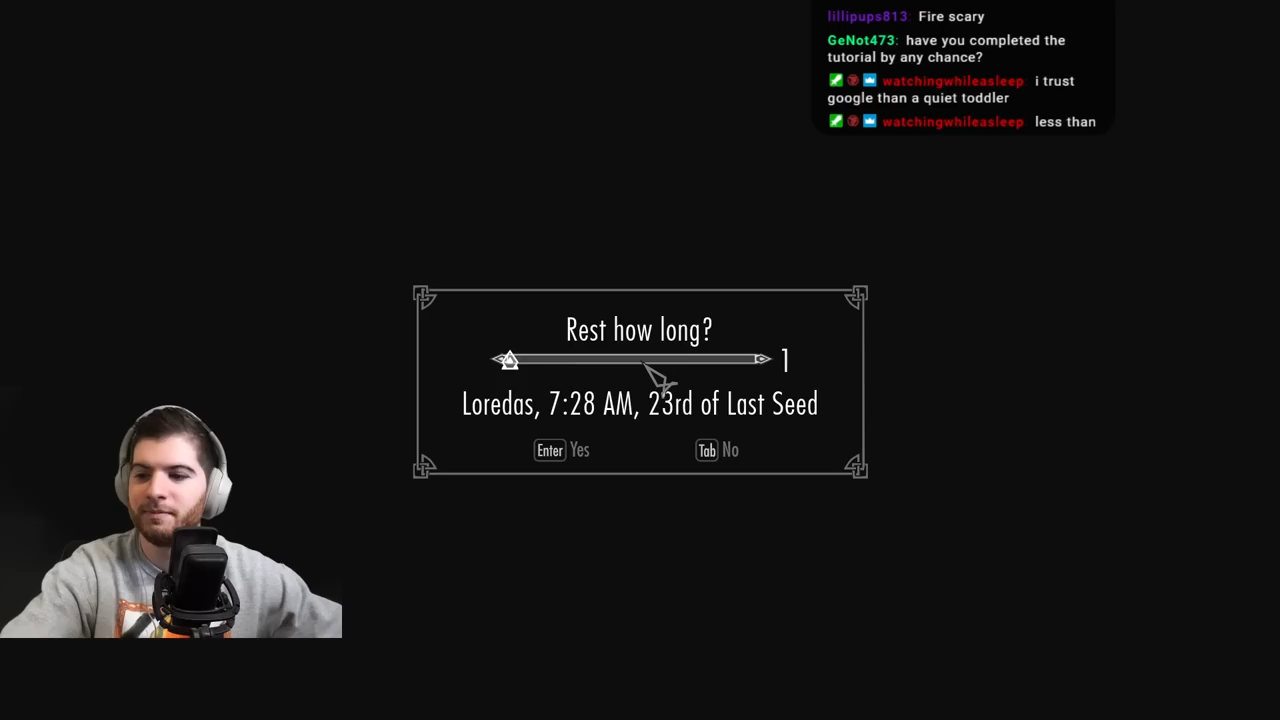 lillipups813: Fire scary
GeNot473: have you completed the
tutorial by any chance?
watchingwhileasleep: i trust
google than a quiet toddler
watchingwhileasleep: less than
Rest how long?
1
Loredas, 7:28 AM, 23rd of Last Seed
Enter Yes
Tab No